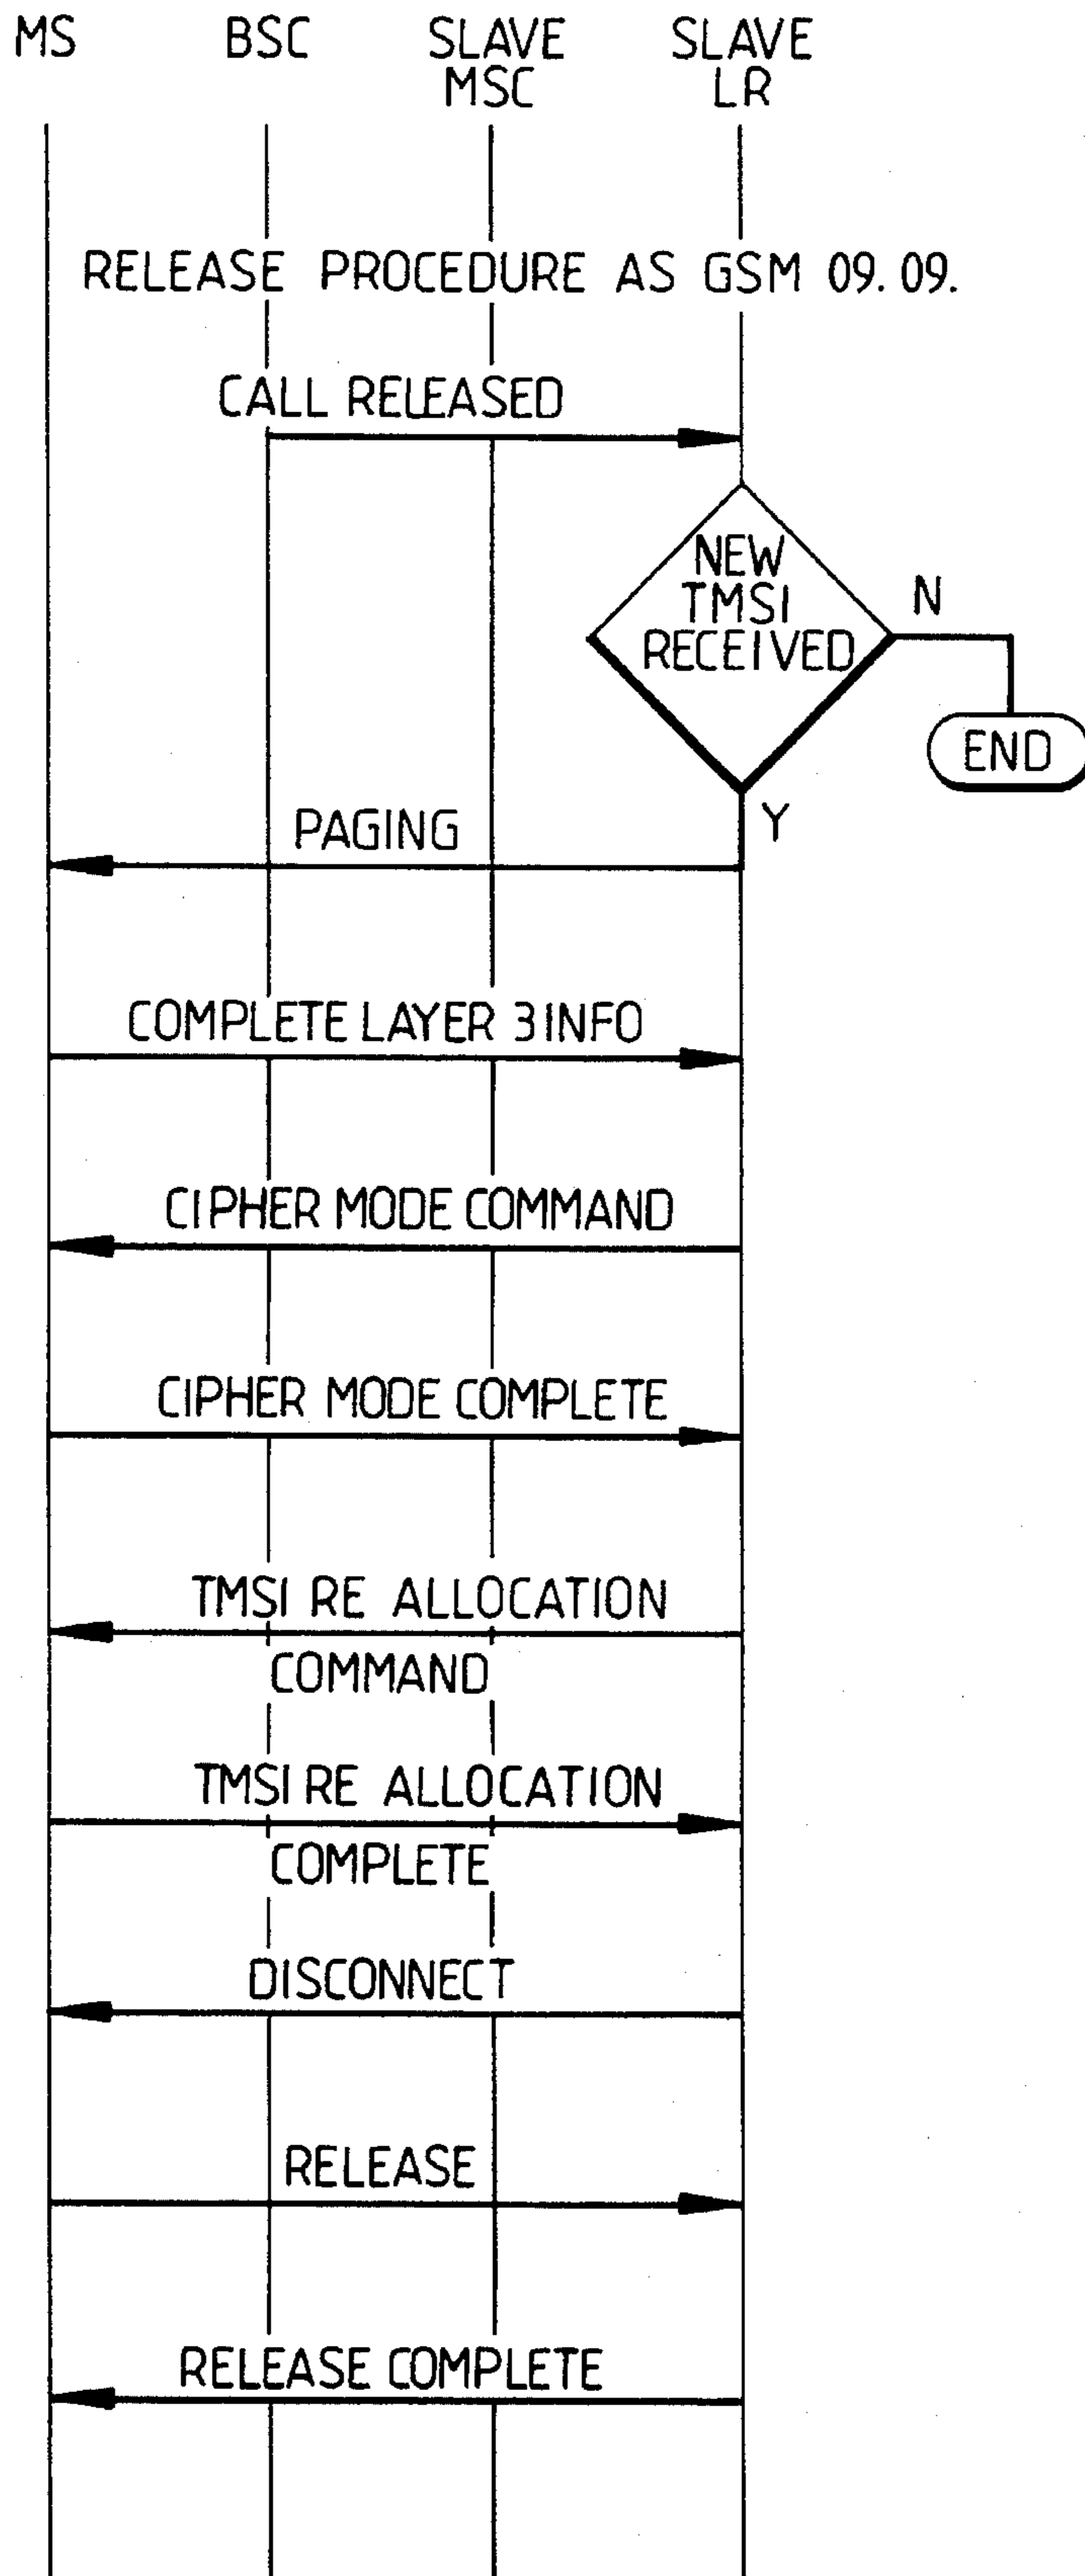 MS BSC SLAVE MSC SLAVE LR
RELEASE PROCEDURE AS GSM 09.09.
CALL RELEASED
NEW
TMSI
RECEIVED
N
END
Y
PAGING
COMPLETE LAYER 3 INFO
CIPHER MODE COMMAND
CIPHER MODE COMPLETE
TMSI RE ALLOCATION
COMMAND
TMSI RE ALLOCATION
COMPLETE
DISCONNECT
RELEASE
RELEASE COMPLETE